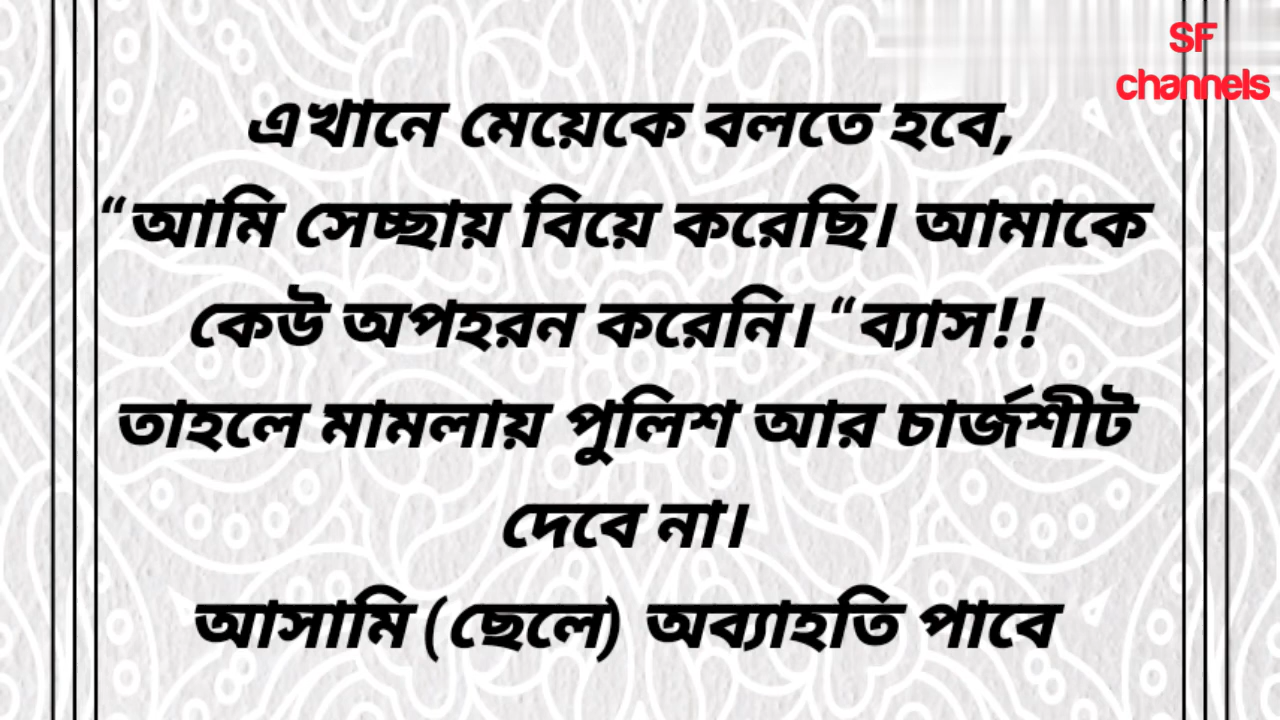 SF
channels
এখানে মেয়েকে বলতে হবে,
“আমি সেচ্ছায় বিয়ে করেছি। আমাকে
কেউ অপহরন করেনি। “ব্যাস!!
তাহলে মামলায় পুলিশ আর চার্জশীট
দেবে না।
আসামি (ছেলে) অব্যাহতি পাবে